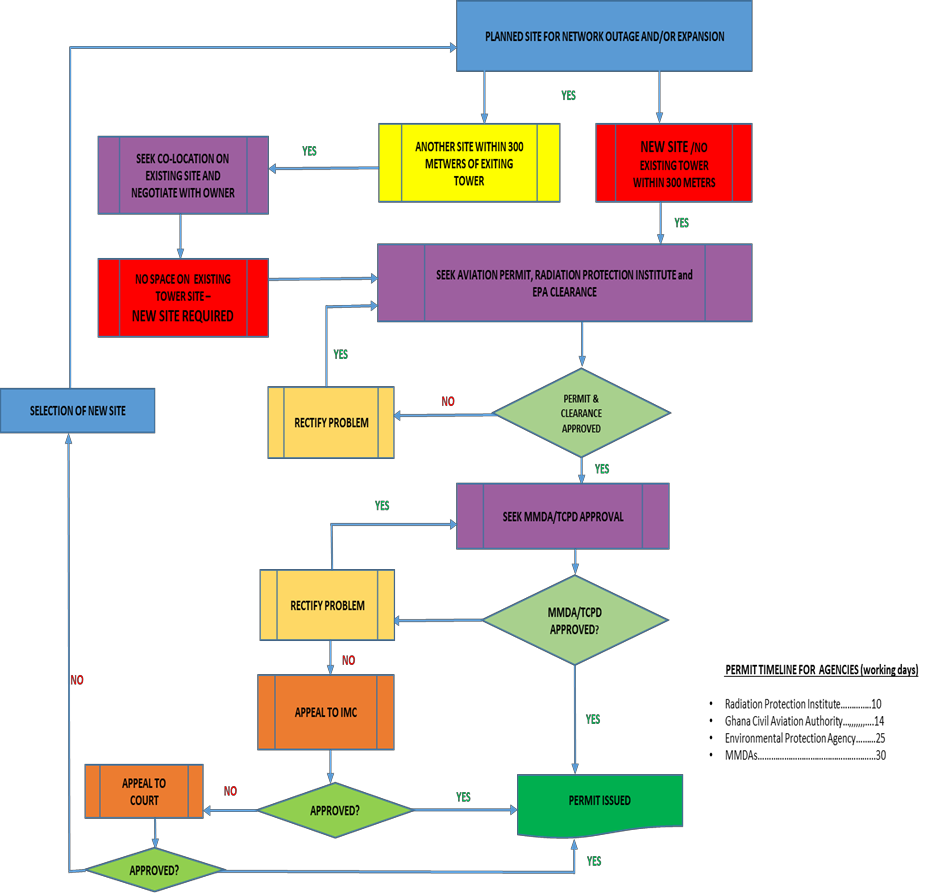 PLANNED SITE FOR NETWORK OUTAGE AND/OR EXPANSION
YES
YES
ANOTHER SITE WITHIN 300
METWERS OF EXITING
TOWER
NEW SITE /NO
EXISTING TOWER
WITHIN 300 METERS
SEEK CO-LOCATION ON
EXISTING SITE AND
NEGOTIATE WITH OWNER
YES
NO SPACE ON EXISTING
TOWER SITE –
NEW SITE REQUIRED
SEEK AVIATION PERMIT, RADIATION PROTECTION INSTITUTE and
EPA CLEARANCE
YES
SELECTION OF NEW SITE
RECTIFY PROBLEM
NO
PERMIT &
CLEARANCE
APPROVED
YES
YES
SEEK MMDA/TCPD APPROVAL
RECTIFY PROBLEM
MMDA/TCPD
APPROVED?
NO
NO
APPEAL TO IMC
YES
PERMIT TIMELINE FOR AGENCIES (working days)
• Radiation Protection Institute..............10
• Ghana Civil Aviation Authority..,,,,,,,,....14
• Environmental Protection Agency.........25
• MMDAs....................................................30
APPEAL TO
COURT
NO
APPROVED?
YES
PERMIT ISSUED
APPROVED?
YES